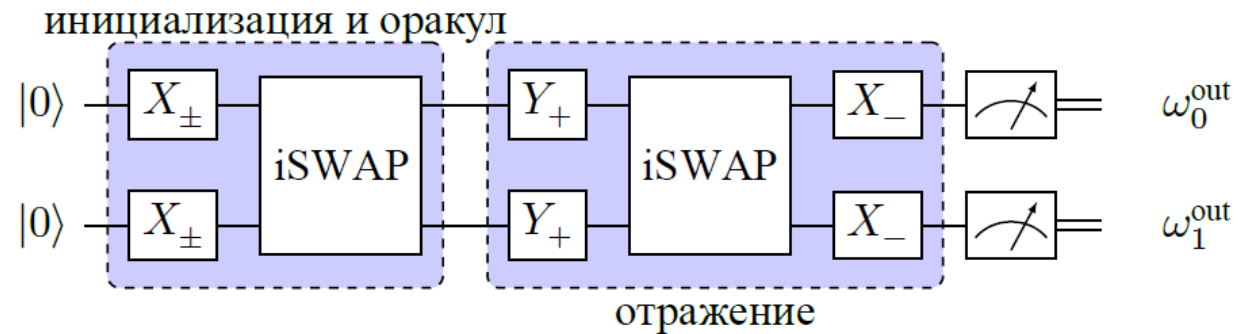 инициализация и оракул
|0⟩ X± iSWAP Y₊ iSWAP X₋ ω₀ᵒᵘᵗ
|0⟩ X± Y₊ X₋ ω₁ᵒᵘᵗ
отражение